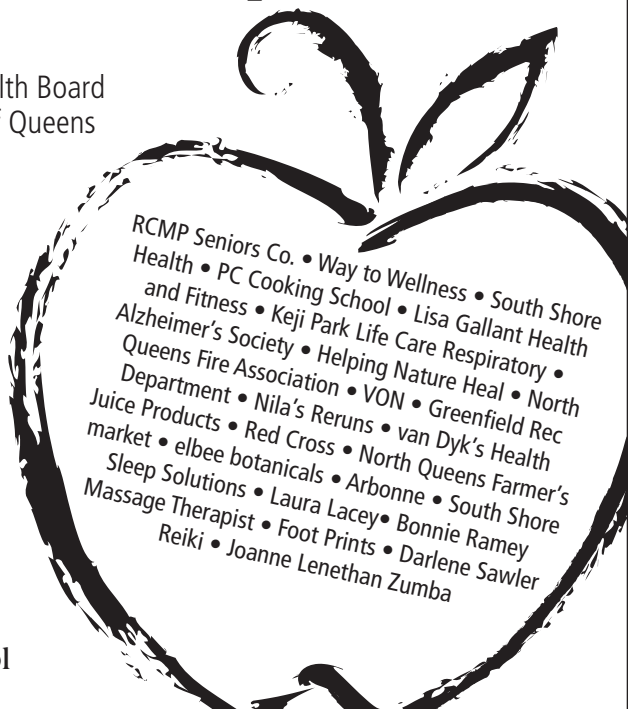 lth Board
f Queens
RCMP Seniors Co. • Way to Wellness • South Shore
Health • PC Cooking School • Lisa Gallant Health
and Fitness • Keji Park Life Care Respiratory •
Alzheimer’s Society • Helping Nature Heal • North
Queens Fire Association • VON • Greenfield Rec
Department • Nila’s Reruns • van Dyk’s Health
Juice Products • Red Cross • North Queens Farmer’s
market • elbee botanicals • Arbonne • South Shore
Sleep Solutions • Laura Lacey• Bonnie Ramey
Massage Therapist • Foot Prints • Darlene Sawler
Reiki • Joanne Lenethan Zumba
ol